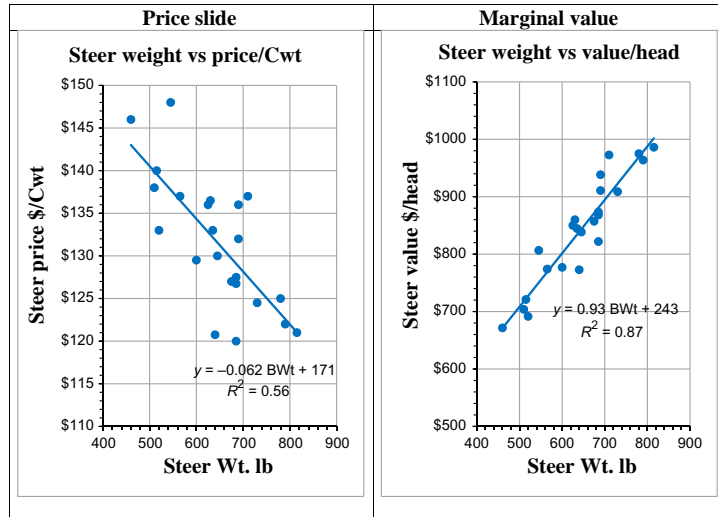 Price slide
Steer weight vs price/Cwt
Steer price $/Cwt
$150
$145
$140
$135
$130
$125
$120
$115
$110
y = –0.062 BWt + 171
R² = 0.56
400 500 600 700 800 900
Steer Wt. lb
Marginal value
Steer weight vs value/head
Steer value $/head
$1100
$1000
$900
$800
$700
$600
$500
y = 0.93 BWt + 243
R² = 0.87
400 500 600 700 800 900
Steer Wt. lb